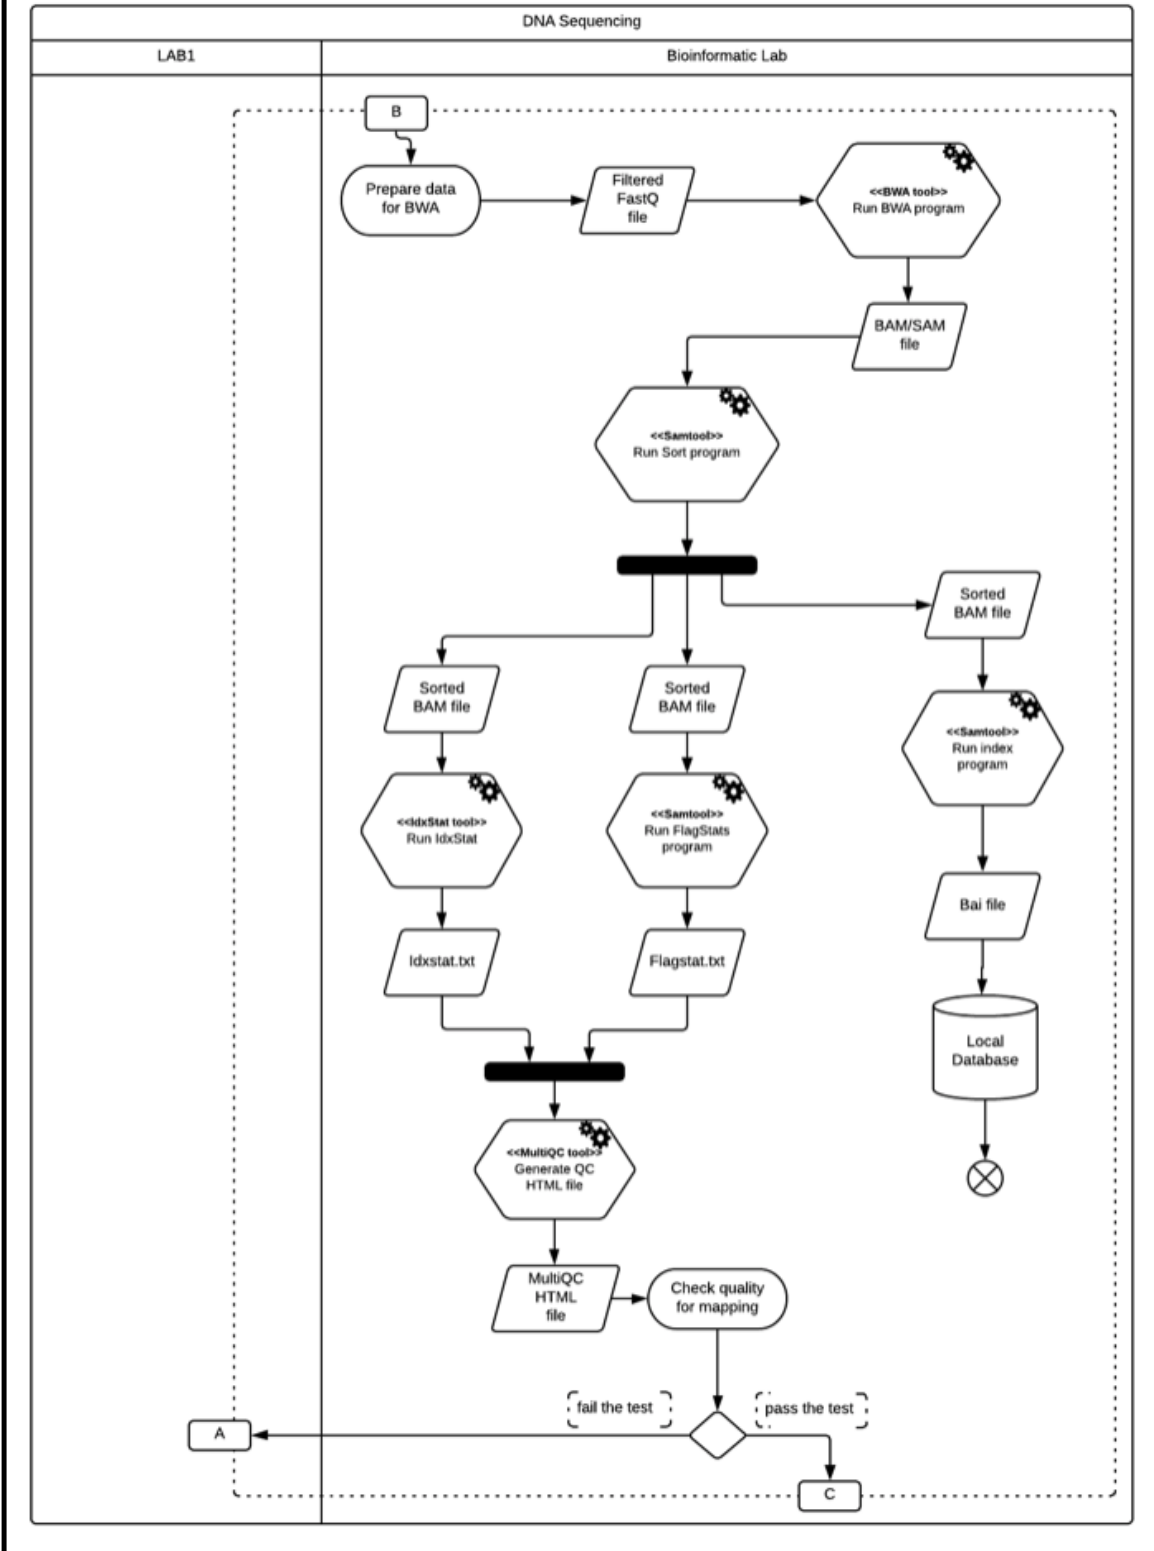 DNA Sequencing
LAB1
Bioinformatic Lab
B
Prepare data
for BWA
Filtered
FastQ
file
<<BWA tool>>
Run BWA program
BAM/SAM
file
<<Samtool>>
Run Sort program
Sorted
BAM file
Sorted
BAM file
Sorted
BAM file
<<Samtool>>
Run index
program
<<IdxStat tool>>
Run IdxStat
<<Samtool>>
Run FlagStats
program
Bai file
Idxstat.txt
Flagstat.txt
Local
Database
<<MultiQC tool>>
Generate QC
HTML file
MultiQC
HTML
file
Check quality
for mapping
fail the test
pass the test
A
C